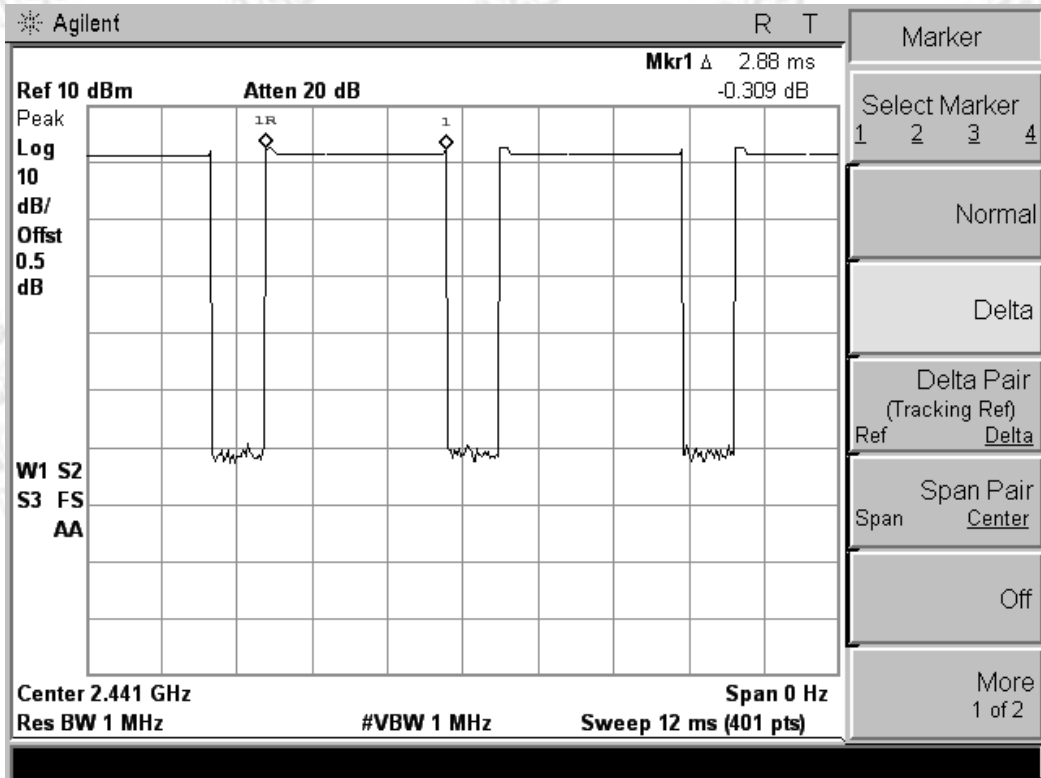 Agilent R T
Mkr1 Δ 2.88 ms
Ref 10 dBm Atten 20 dB -0.309 dB
Peak
Log
10
dB/
Offst
0.5
dB
1R 1
W1 S2
S3 FS
AA
Center 2.441 GHz Span 0 Hz
Res BW 1 MHz #VBW 1 MHz Sweep 12 ms (401 pts)
Marker
Select Marker
1 2 3 4
Normal
Delta
Delta Pair
(Tracking Ref)
Ref Delta
Span Pair
Span Center
Off
More
1 of 2